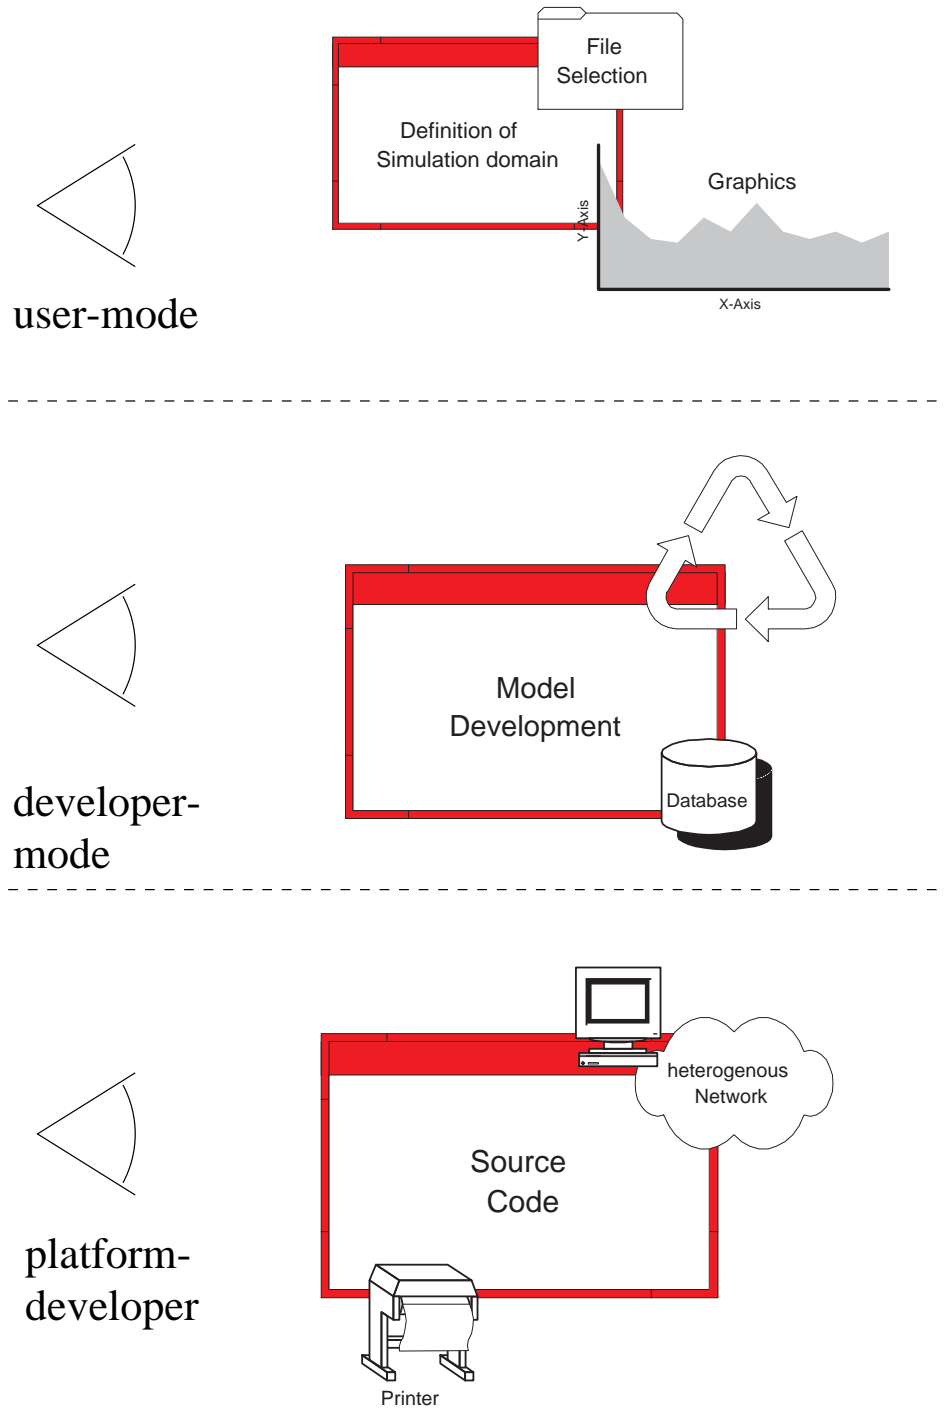 File
Selection
Definition of
Simulation domain
Graphics
Y-Axis
X-Axis
user-mode
Model
Development
Database
developer-
mode
heterogenous
Network
Source
Code
platform-
developer
Printer